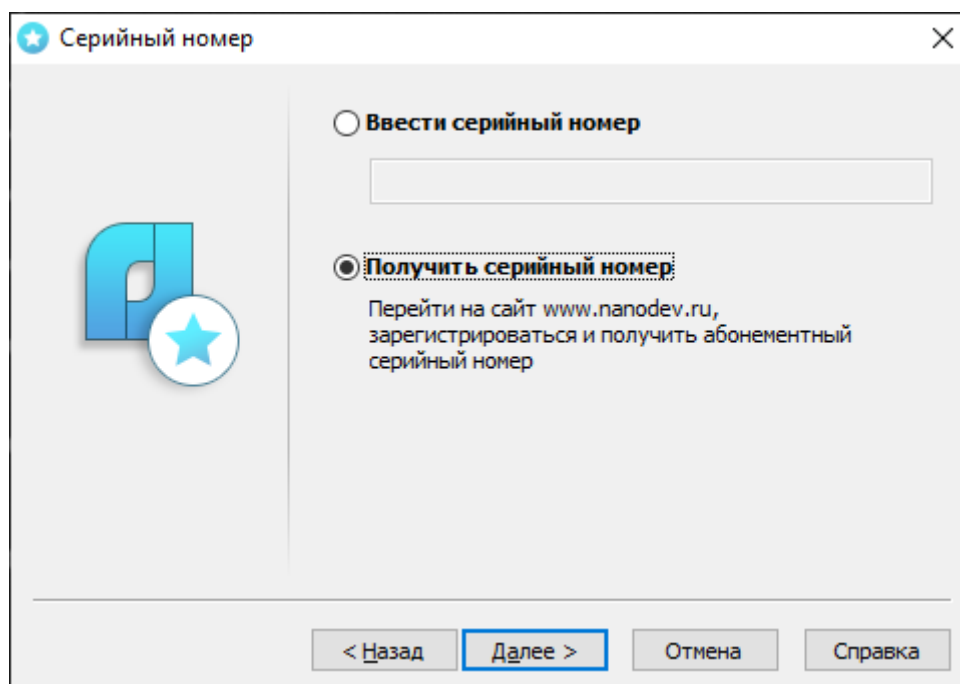 Серийный номер
Ввести серийный номер
Получить серийный номер
Перейти на сайт www.nanodev.ru,
зарегистрироваться и получить абонементный
серийный номер
< Назад Далее > Отмена Справка